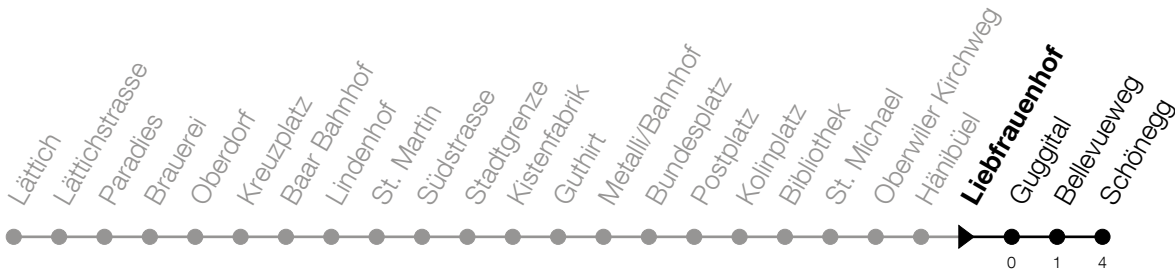 Lättich
Lättichstrasse
Paradies
Brauerei
Oberdorf
Kreuzplatz
Baar Bahnhof
Lindenhof
St. Martin
Südstrasse
Stadtgrenze
Kistenfabrik
Guthirt
Metalli/Bahnhof
Bundesplatz
Postplatz
Kolinplatz
Bibliothek
St. Michael
Oberwiler Kirchweg
Hänibüel
Liebfrauenhof
Guggital
Bellevueweg
Schönegg
0
1
4